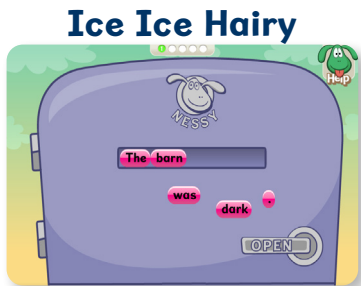 Ice Ice Hairy
Help
NESSY
The barn
was
dark .
OPEN